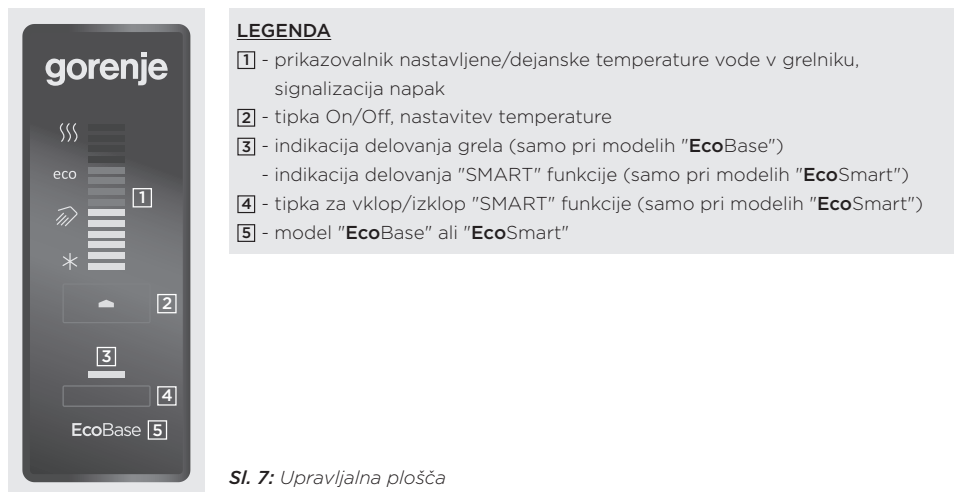 gorenje
eco
1
2
3
4
EcoBase 5
LEGENDA
1 - prikazovalnik nastavljene/dejanske temperature vode v grelniku,
signalizacija napak
2 - tipka On/Off, nastavitev temperature
3 - indikacija delovanja grela (samo pri modelih "EcoBase")
- indikacija delovanja "SMART" funkcije (samo pri modelih "EcoSmart")
4 - tipka za vklop/izklop "SMART" funkcije (samo pri modelih "EcoSmart")
5 - model "EcoBase" ali "EcoSmart"
Sl. 7: Upravljalna plošča